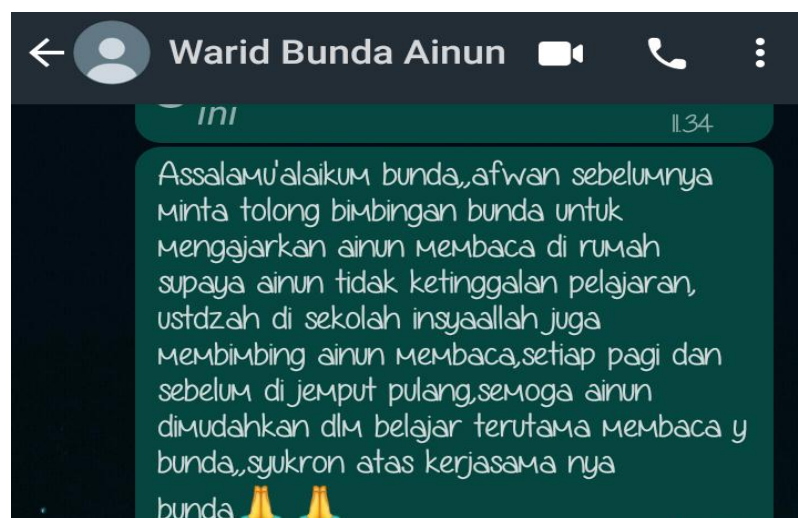 Warid Bunda Ainun
ini
11.34
Assalamu'alaikum bunda,,afwan sebelumnya
minta tolong bimbingan bunda untuk
mengajarkan ainun membaca di rumah
supaya ainun tidak ketinggalan pelajaran,
ustdzah di sekolah insyaallah juga
membimbing ainun membaca,setiap pagi dan
sebelum di jemput pulang,semoga ainun
dimudahkan dlm belajar terutama membaca y
bunda,,syukron atas kerjasama nya
bunda 🙏 🙏